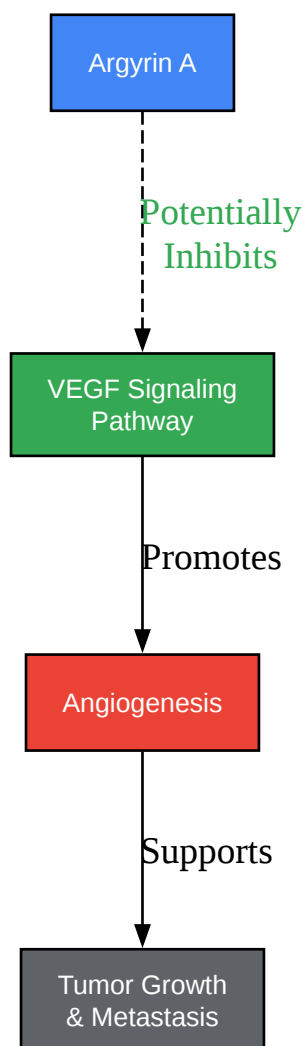 Argyrin A
Potentially
Inhibits
VEGF Signaling
Pathway
Promotes
Angiogenesis
Supports
Tumor Growth
& Metastasis